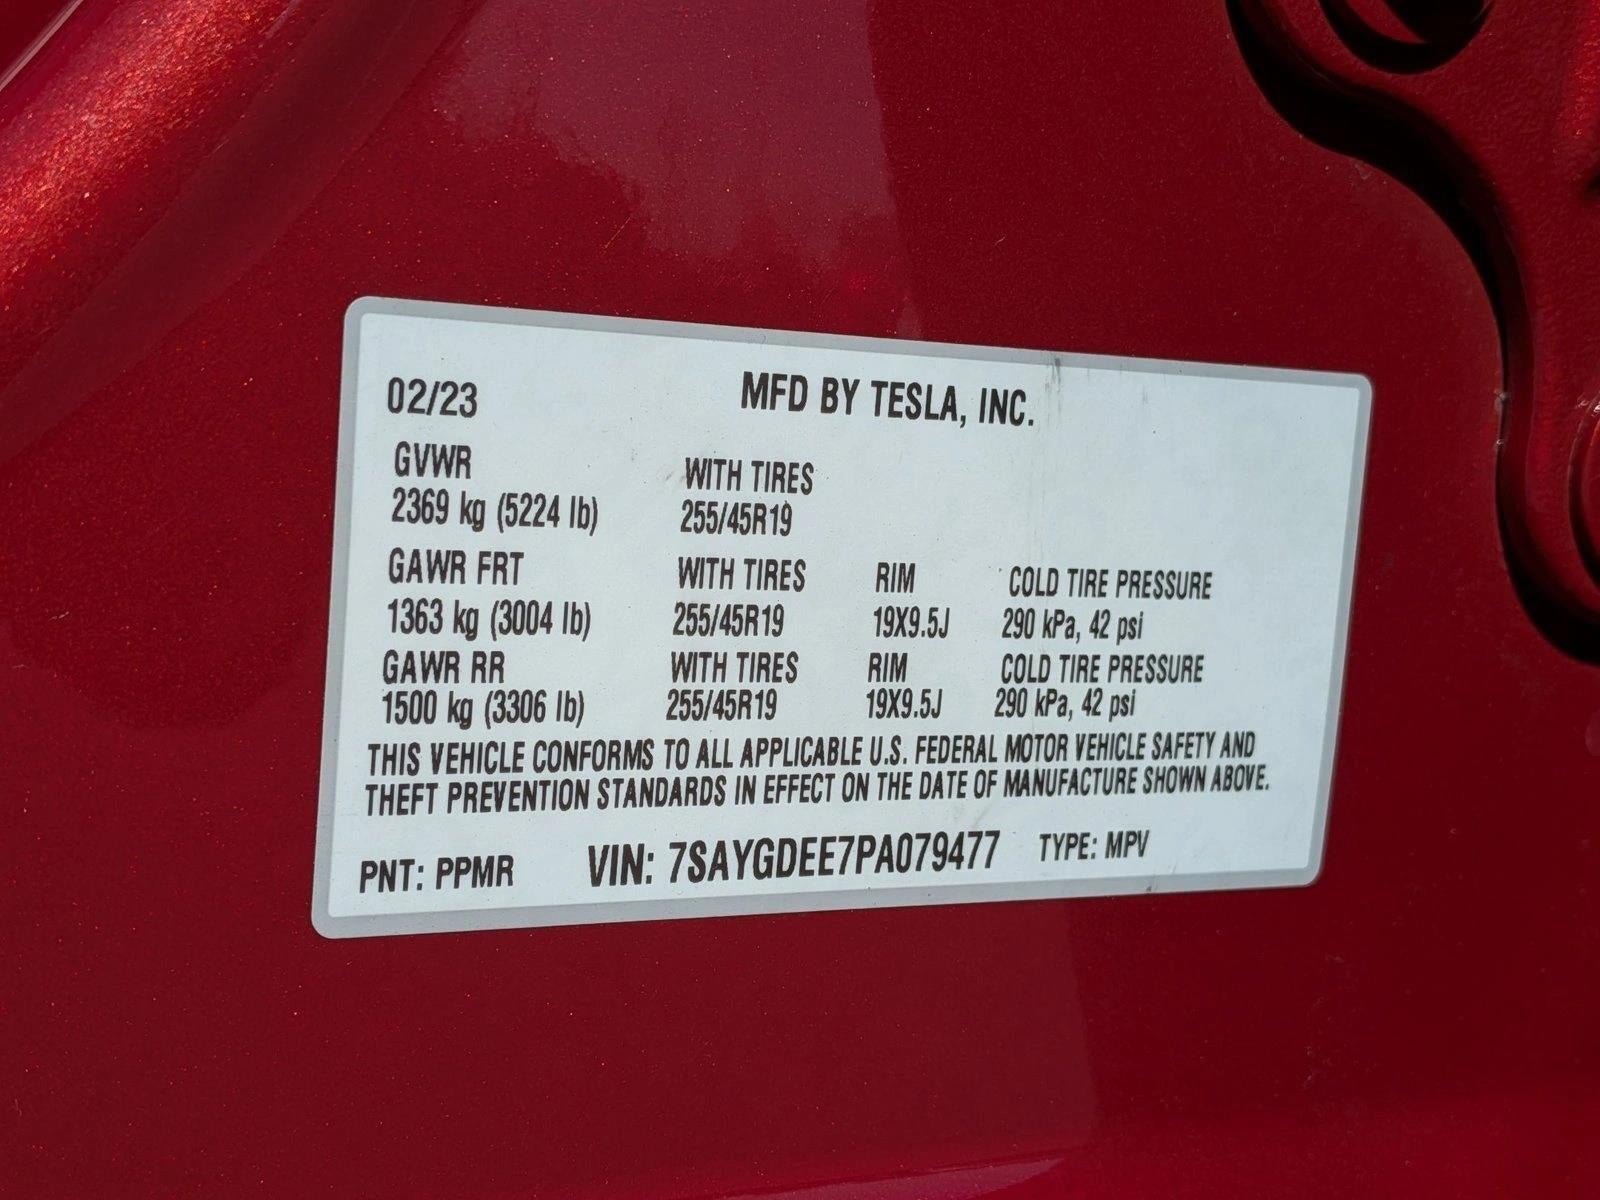 02/23 MFD BY TESLA, INC.
GVWR WITH TIRES
2369 kg (5224 lb) 255/45R19
GAWR FRT WITH TIRES RIM COLD TIRE PRESSURE
1363 kg (3004 lb) 255/45R19 19X9.5J 290 kPa, 42 psi
GAWR RR WITH TIRES RIM COLD TIRE PRESSURE
1500 kg (3306 lb) 255/45R19 19X9.5J 290 kPa, 42 psi
THIS VEHICLE CONFORMS TO ALL APPLICABLE U.S. FEDERAL MOTOR VEHICLE SAFETY AND
THEFT PREVENTION STANDARDS IN EFFECT ON THE DATE OF MANUFACTURE SHOWN ABOVE.
PNT: PPMR VIN: 7SAYGDEE7PA079477 TYPE: MPV